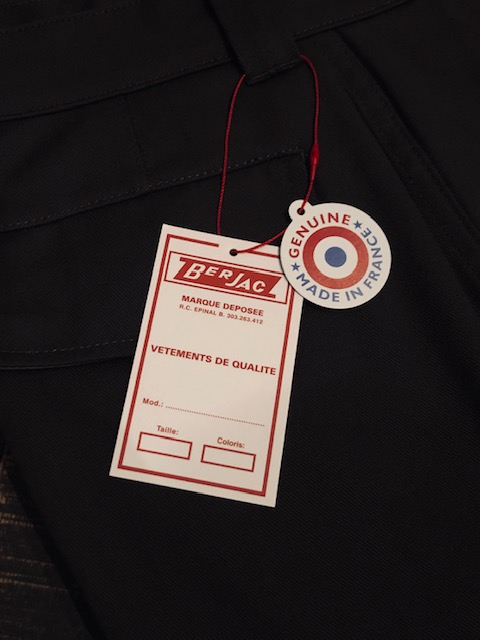 BERJAC
MARQUE DEPOSEE
R.C. EPINAL B. 303.263.412
VETEMENTS DE QUALITE
Mod.: ........................................
Taille:
Coloris:
GENUINE
MADE IN FRANCE